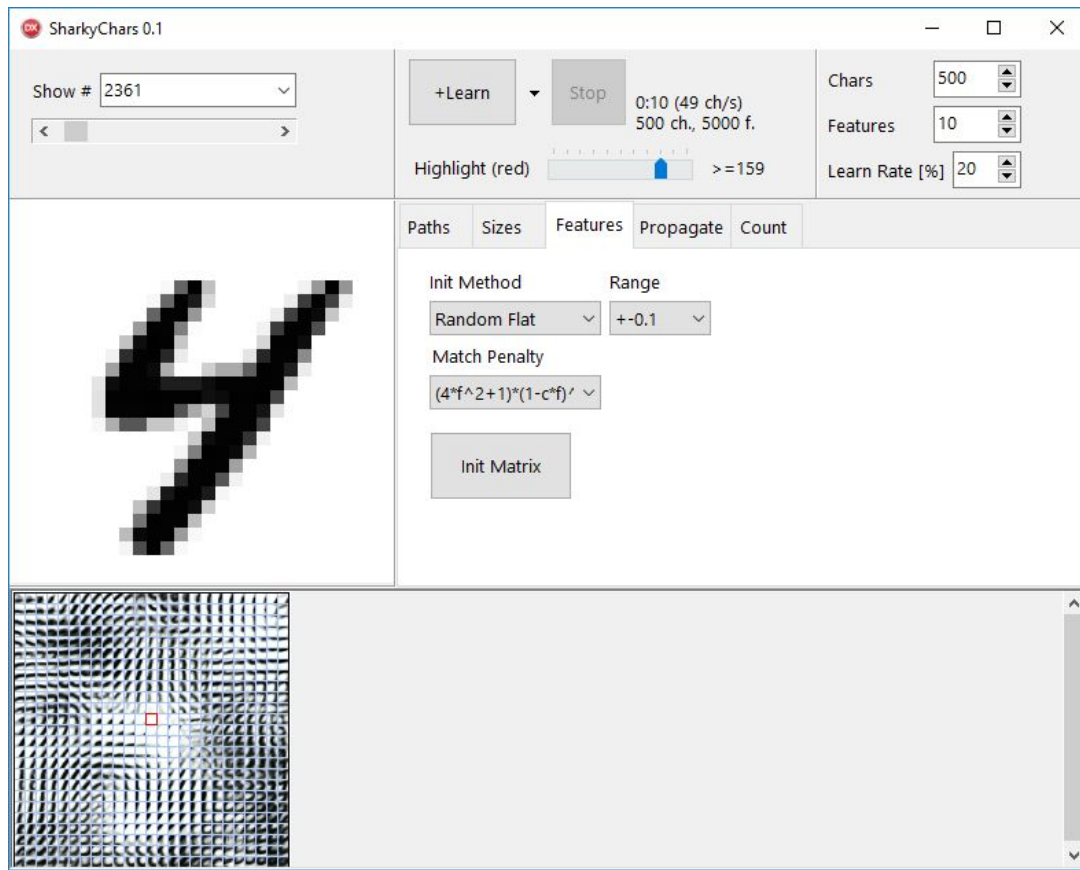 SharkyChars 0.1
Show # 2361
+Learn
Stop
0:10 (49 ch/s)
500 ch., 5000 f.
Highlight (red) >=159
Chars 500
Features 10
Learn Rate [%] 20
Paths Sizes Features Propagate Count
Init Method Range
Random Flat +-0.1
Match Penalty
(4*f^2+1)*(1-c*f)^
Init Matrix
4